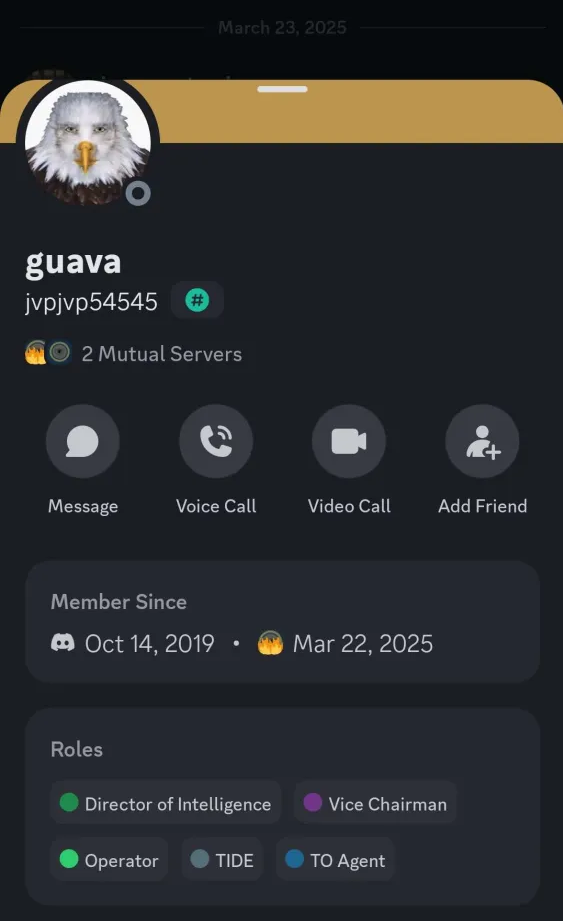 March 23, 2025
guava
jvpjvp54545 #
2 Mutual Servers
Message Voice Call Video Call Add Friend
Member Since
Oct 14, 2019 • Mar 22, 2025
Roles
Director of Intelligence Vice Chairman
Operator TIDE TO Agent